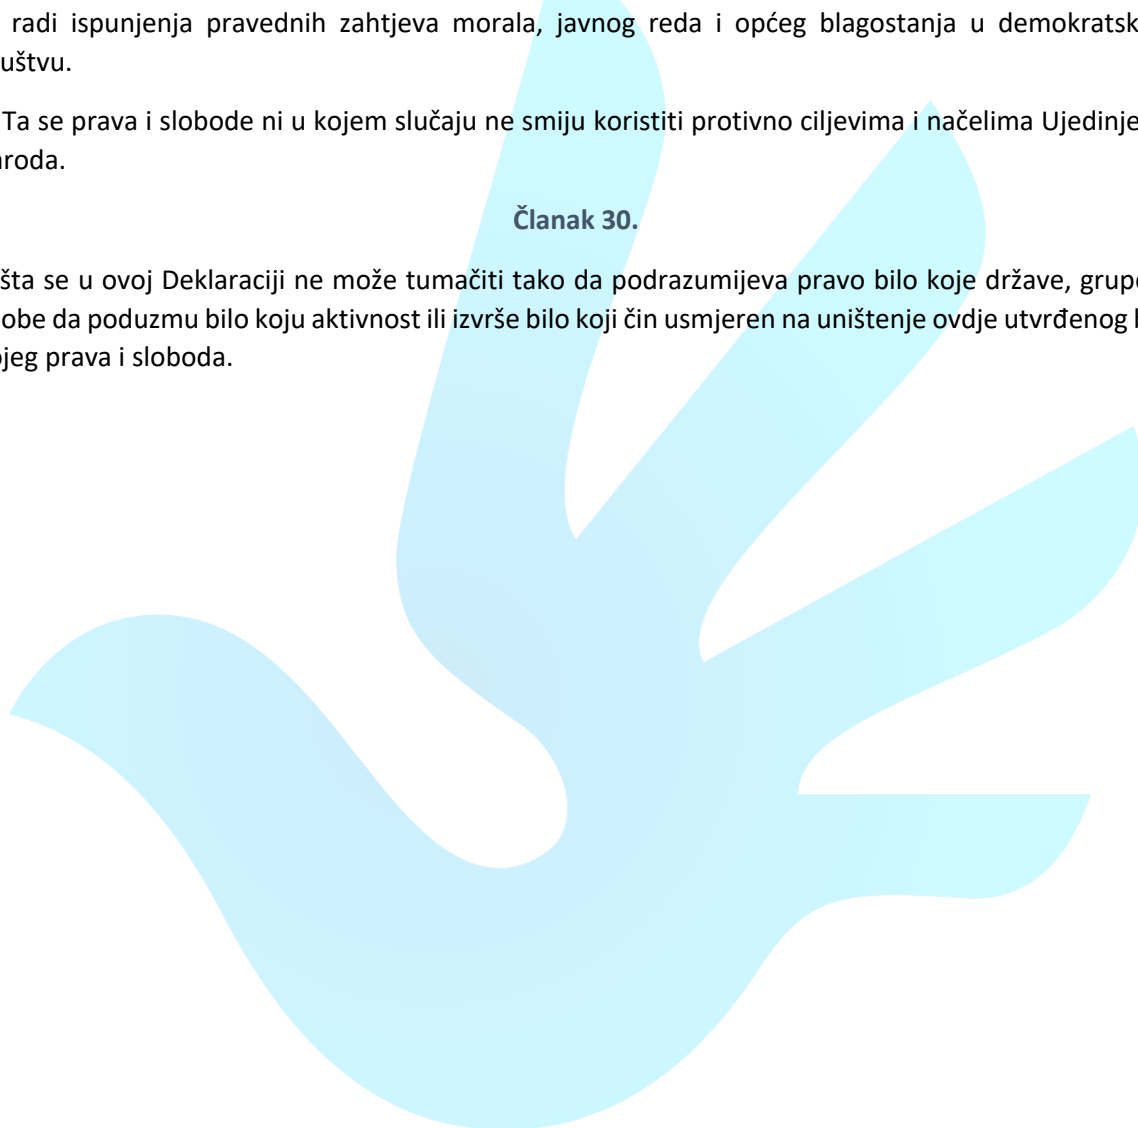 radi ispunjenja pravednih zahtjeva morala, javnog reda i općeg blagostanja u demokratsk
uštvu.
Ta se prava i slobode ni u kojem slučaju ne smiju koristiti protivno ciljevima i načelima Ujedinje
aroda.
Članak 30.
šta se u ovoj Deklaraciji ne može tumačiti tako da podrazumijeva pravo bilo koje države, grupe
obe da poduzmu bilo koju aktivnost ili izvrše bilo koji čin usmjeren na uništenje ovdje utvrđenog b
ojeg prava i sloboda.